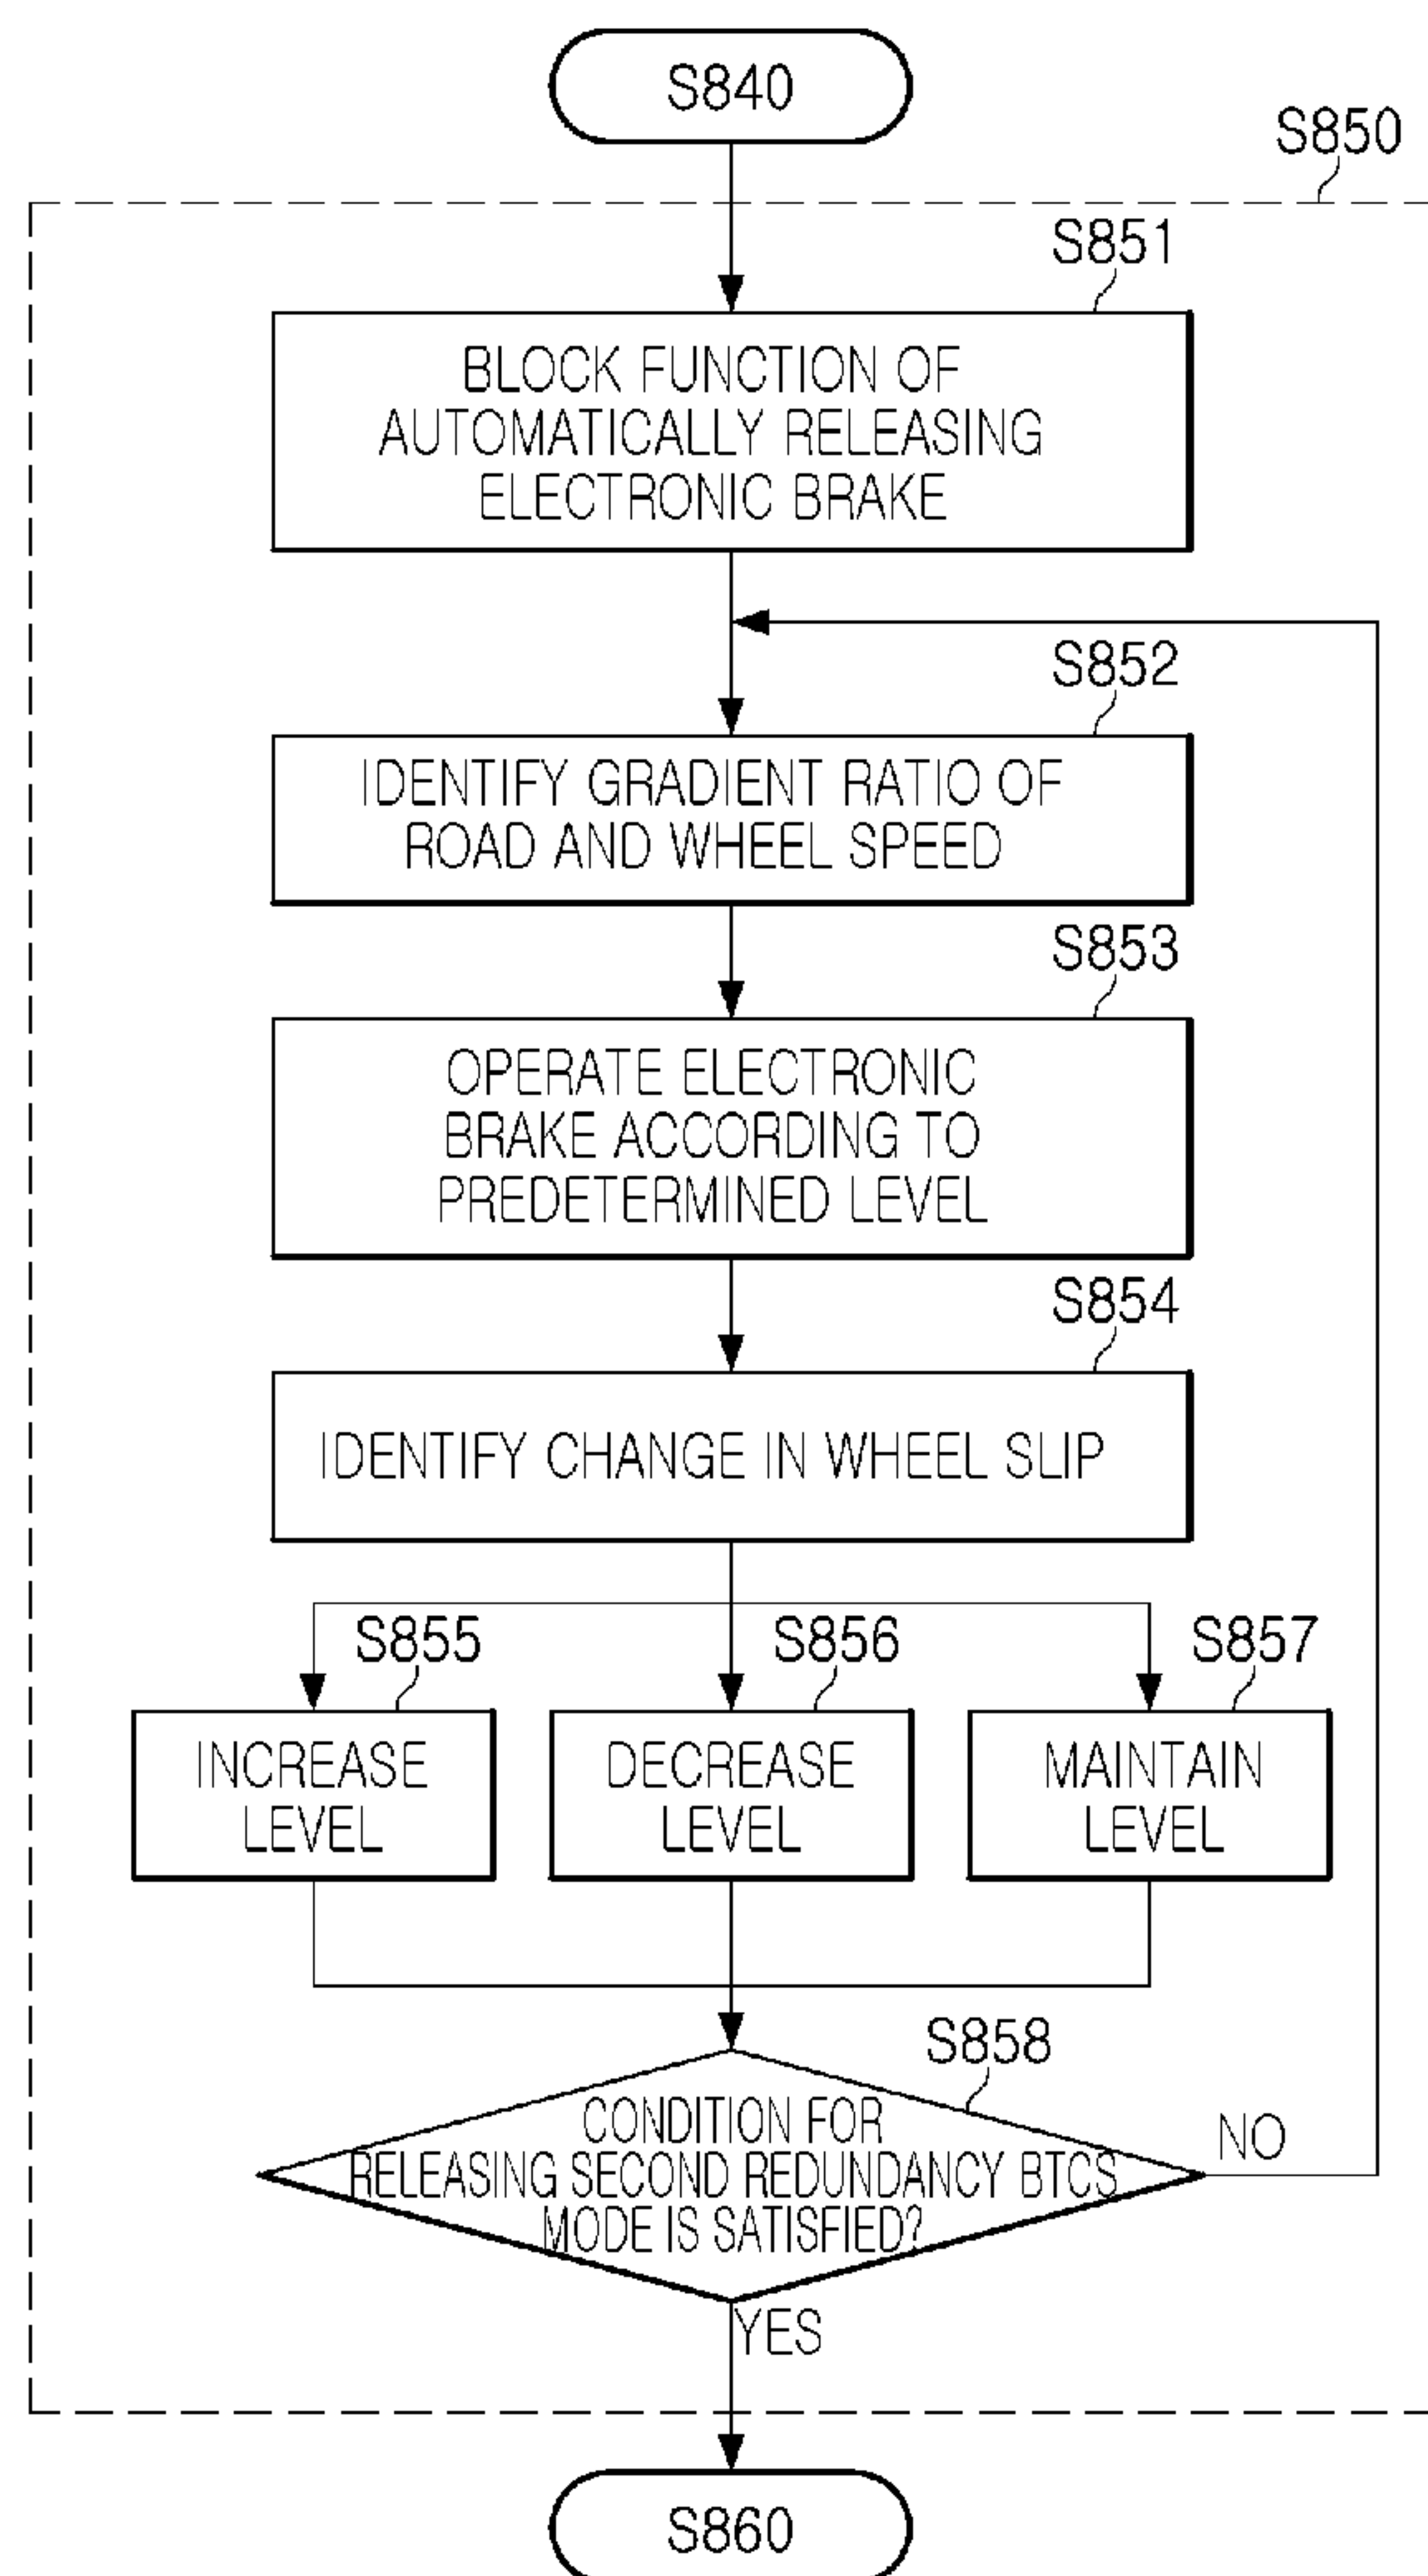 S840
S850
S851
BLOCK FUNCTION OF
AUTOMATICALLY RELEASING
ELECTRONIC BRAKE
S852
IDENTIFY GRADIENT RATIO OF
ROAD AND WHEEL SPEED
S853
OPERATE ELECTRONIC
BRAKE ACCORDING TO
PREDETERMINED LEVEL
S854
IDENTIFY CHANGE IN WHEEL SLIP
S855
INCREASE
LEVEL
S856
DECREASE
LEVEL
S857
MAINTAIN
LEVEL
S858
CONDITION FOR
RELEASING SECOND REDUNDANCY BTCS
MODE IS SATISFIED?
NO
YES
S860